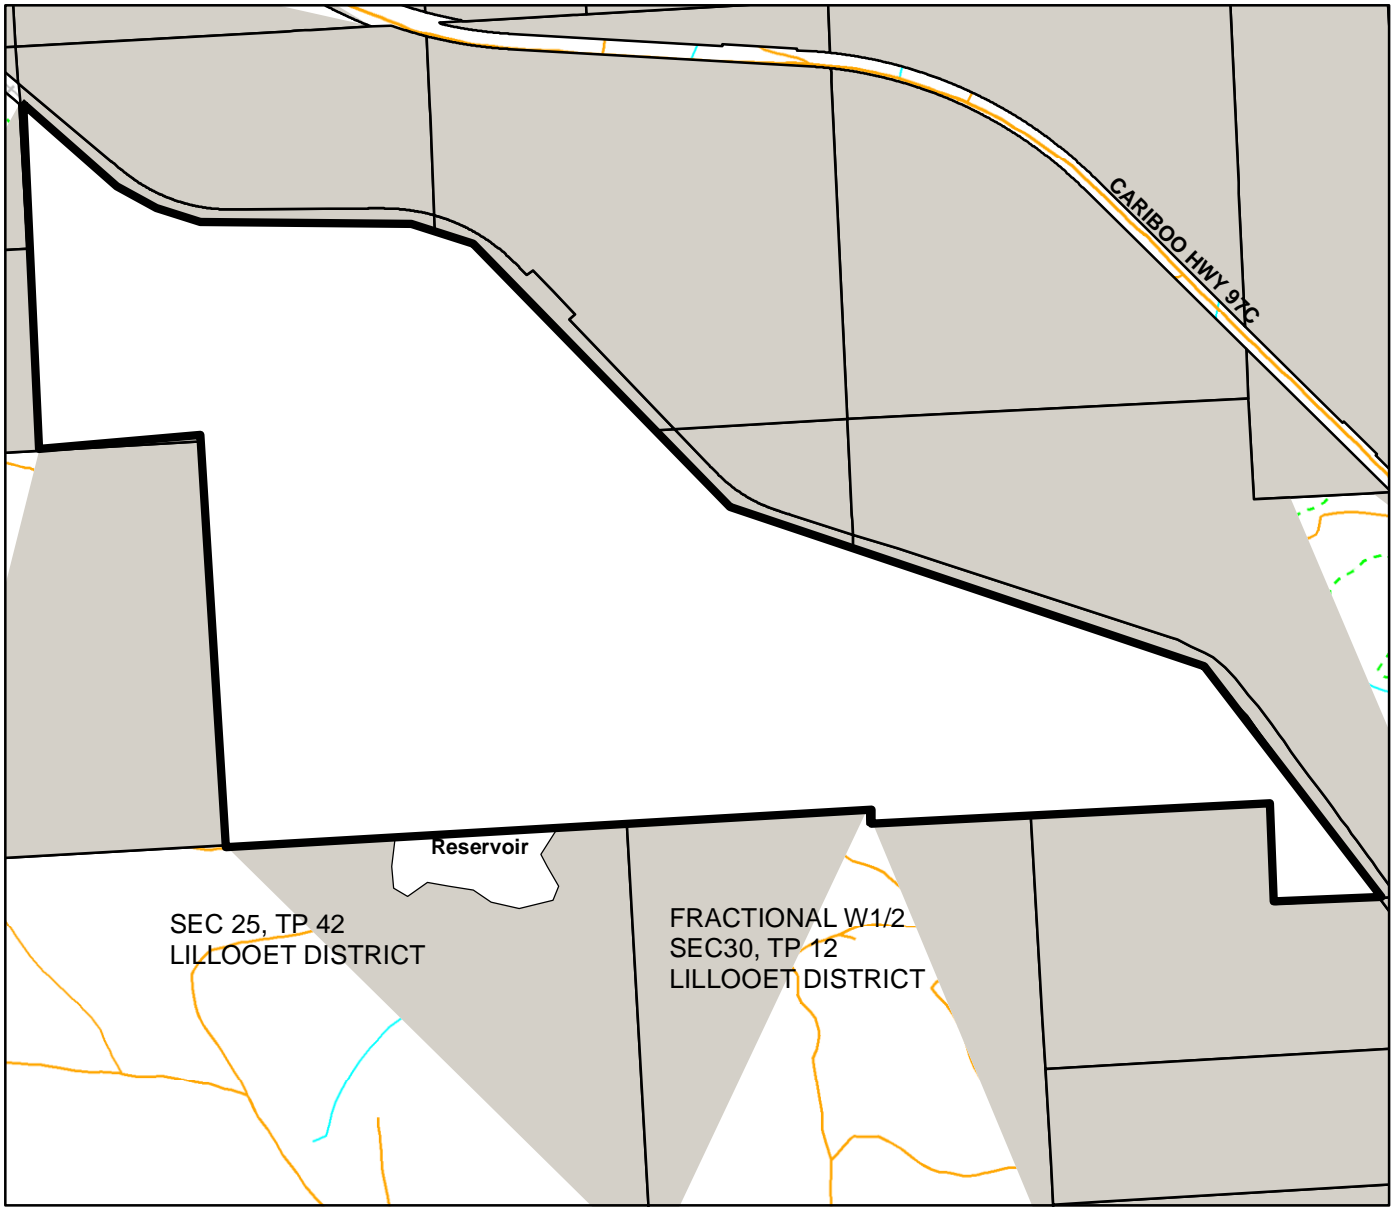 CARIBOO HWY 97C
Reservoir
SEC 25, TP 42
LILLOOET DISTRICT
FRACTIONAL W1/2
SEC30, TP 12
LILLOOET DISTRICT